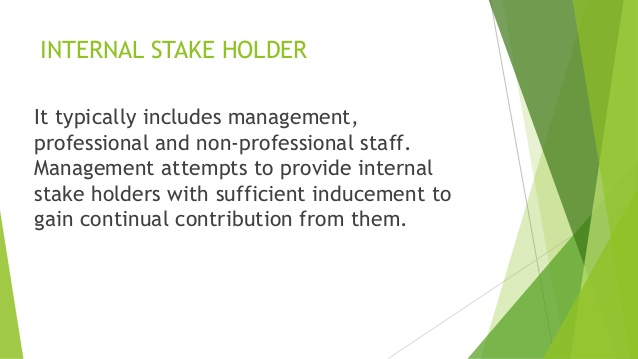 INTERNAL STAKE HOLDER
It typically includes management,
professional and non-professional staff.
Management attempts to provide internal
stake holders with sufficient inducement to
gain continual contribution from them.